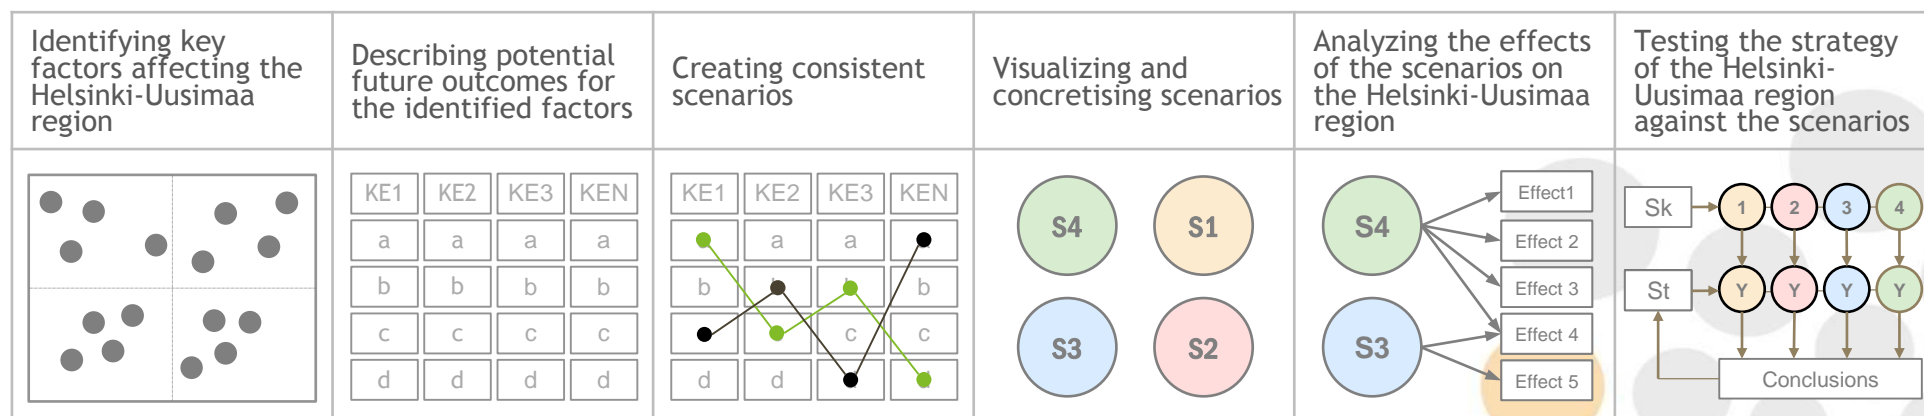 Identifying key
factors affecting the
Helsinki-Uusimaa
region
Describing potential
future outcomes for
the identified factors
Creating consistent
scenarios
Visualizing and
concretising scenarios
Analyzing the effects
of the scenarios on
the Helsinki-Uusimaa
region
Testing the strategy
of the Helsinki-
Uusimaa region
against the scenarios
KE1 KE2 KE3 KEN
a a a a
b b b b
c c c c
d d d d
KE1 KE2 KE3 KEN
a a
b b
c c
d d
S4 S1
S3 S2
S4
S3
Effect1
Effect 2
Effect 3
Effect 4
Effect 5
Sk 1 2 3 4
St Y Y Y Y
Conclusions